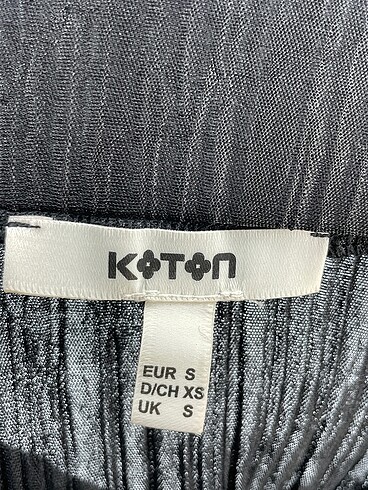 KOTON
EUR S
D/CH XS
UK S